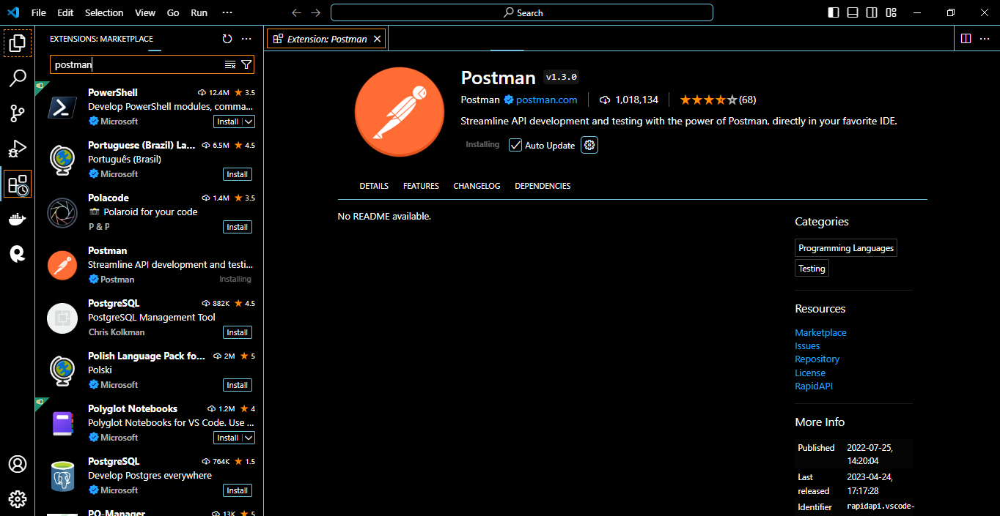 File Edit Selection View Go Run ···
Search
EXTENSIONS: MARKETPLACE
postman
PowerShell 12.4M ★ 3.5
Develop PowerShell modules, comma...
Microsoft Install
Portuguese (Brazil) La... 6.5M ★ 4.5
Português (Brasil)
Microsoft Install
Polacode 1.4M ★ 3.5
📸 Polaroid for your code
P & P Install
Postman
Streamline API development and testi...
Postman Installing
PostgreSQL 882K ★ 4.5
PostgreSQL Management Tool
Chris Kolkman Install
Polish Language Pack fo... 2M ★ 5
Polski
Microsoft Install
Polyglot Notebooks 1.2M ★ 4
Polyglot Notebooks for VS Code. Use ...
Microsoft Install
PostgreSQL 764K ★ 1.5
Develop Postgres everywhere
Microsoft Install
PO-Manager 13K ★ 5
Extension: Postman
Postman v1.3.0
Postman postman.com 1,018,134 (68)
Streamline API development and testing with the power of Postman, directly in your favorite IDE.
Installing Auto Update
DETAILS FEATURES CHANGELOG DEPENDENCIES
No README available.
Categories
Programming Languages
Testing
Resources
Marketplace
Issues
Repository
License
RapidAPI
More Info
Published 2022-07-25,
14:20:04
Last 2023-04-24,
released 17:17:28
Identifier rapidapi.vscode-